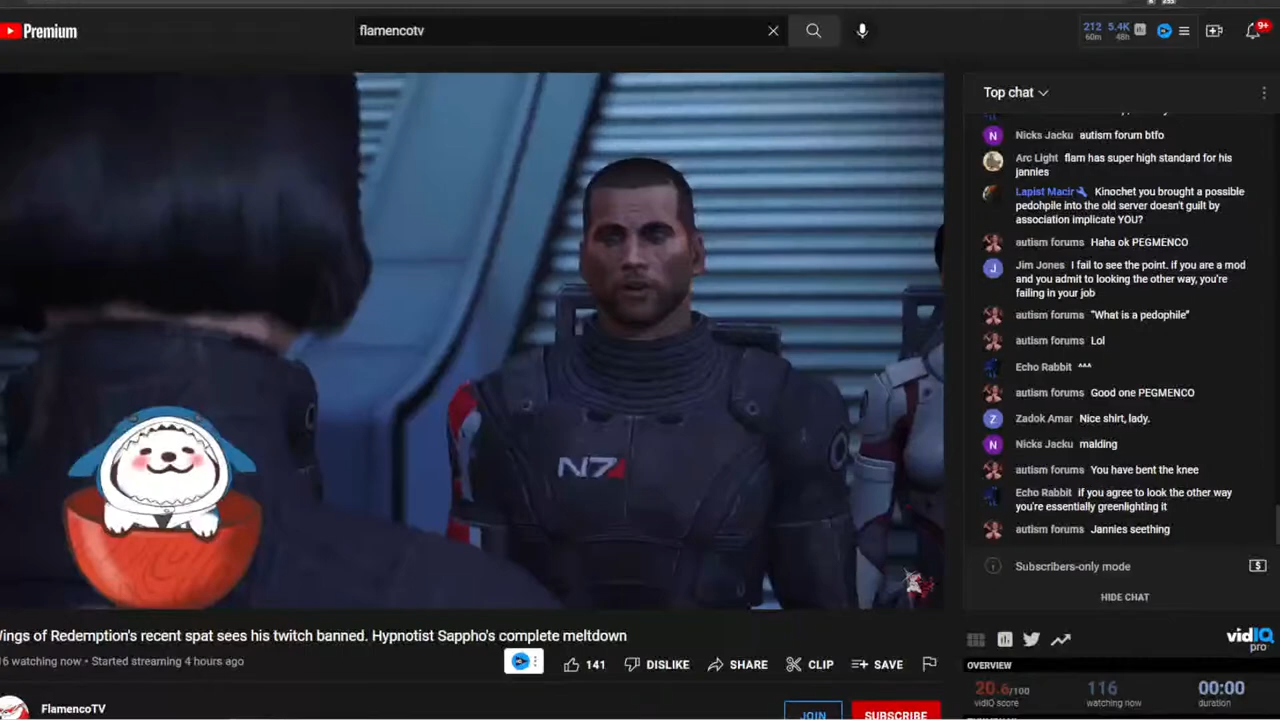 Premium
flamencotv
212 5.4K
60m 48h
9+
Top chat
Nicks Jacku autism forum btfo
Arc Light flam has super high standard for his
jannies
Lapist Macir Kinochet you brought a possible
pedohpile into the old server doesn't guilt by
association implicate YOU?
autism forums Haha ok PEGMENCO
J
Jim Jones I fail to see the point. if you are a mod
and you admit to looking the other way, you're
failing in your job
autism forums "What is a pedophile"
autism forums Lol
Echo Rabbit ^^^
autism forums Good one PEGMENCO
Z Zadok Amar Nice shirt, lady.
N Nicks Jacku malding
autism forums You have bent the knee
Echo Rabbit if you agree to look the other way
you're essentially greenlighting it
autism forums Jannies seething
Subscribers-only mode
HIDE CHAT
N7
Wings of Redemption's recent spat sees his twitch banned. Hypnotist Sappho's complete meltdown
16 watching now • Started streaming 4 hours ago
141 DISLIKE SHARE CLIP SAVE
FlamencoTV
JOIN SUBSCRIBE
vidIQ
pro
OVERVIEW
20.6/100 116 00:00
vidIQ score watching now duration